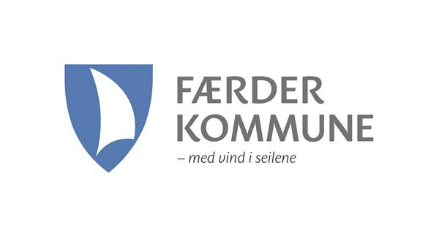 FÆRDER
KOMMUNE
– med vind i seilene